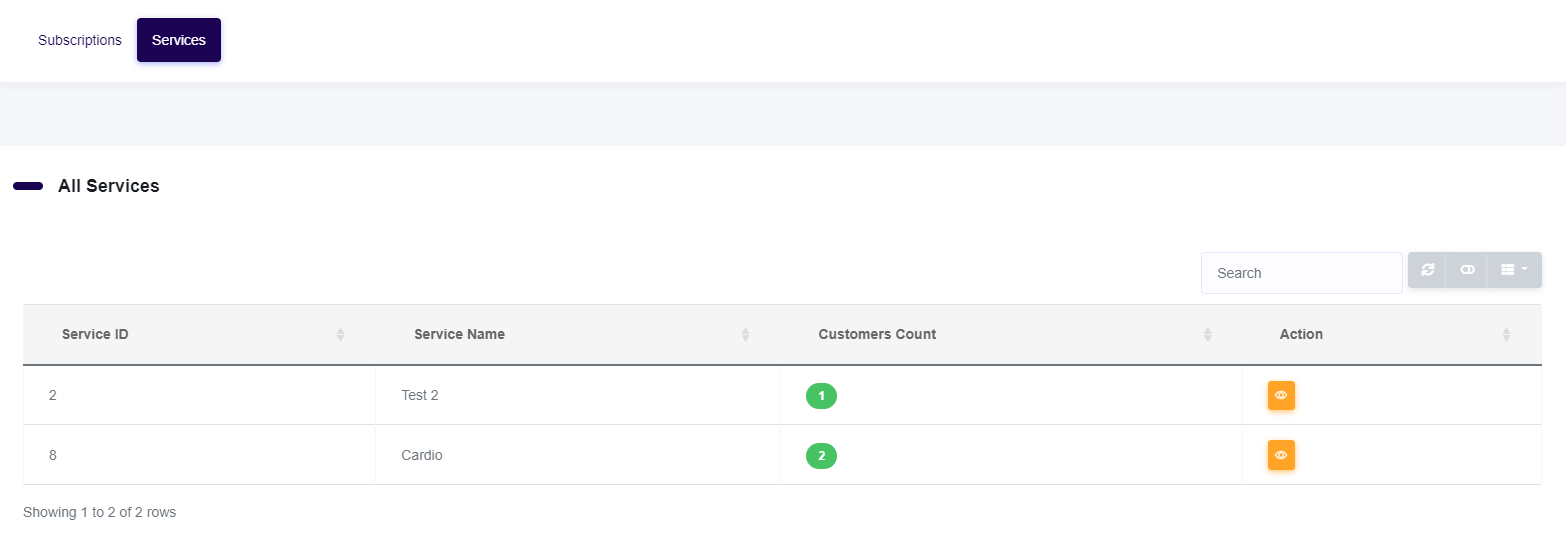 Subscriptions Services
All Services
Search
Service ID Service Name Customers Count Action
2 Test 2 1
8 Cardio 2
Showing 1 to 2 of 2 rows